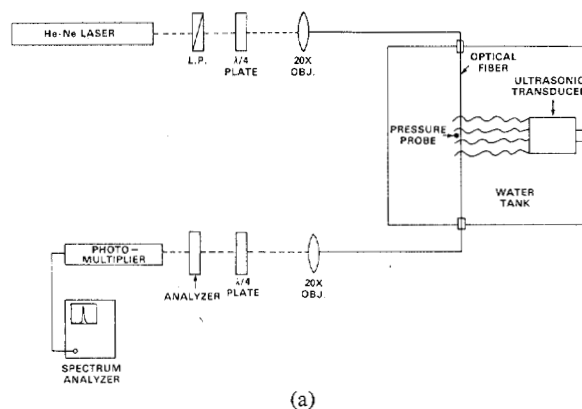 He-Ne LASER
L.P.
λ/4
PLATE
20X
OBJ.
OPTICAL
FIBER
ULTRASONIC
TRANSDUCER
PRESSURE
PROBE
WATER
TANK
PHOTO-
MULTIPLIER
ANALYZER
λ/4
PLATE
20X
OBJ.
SPECTRUM
ANALYZER
(a)